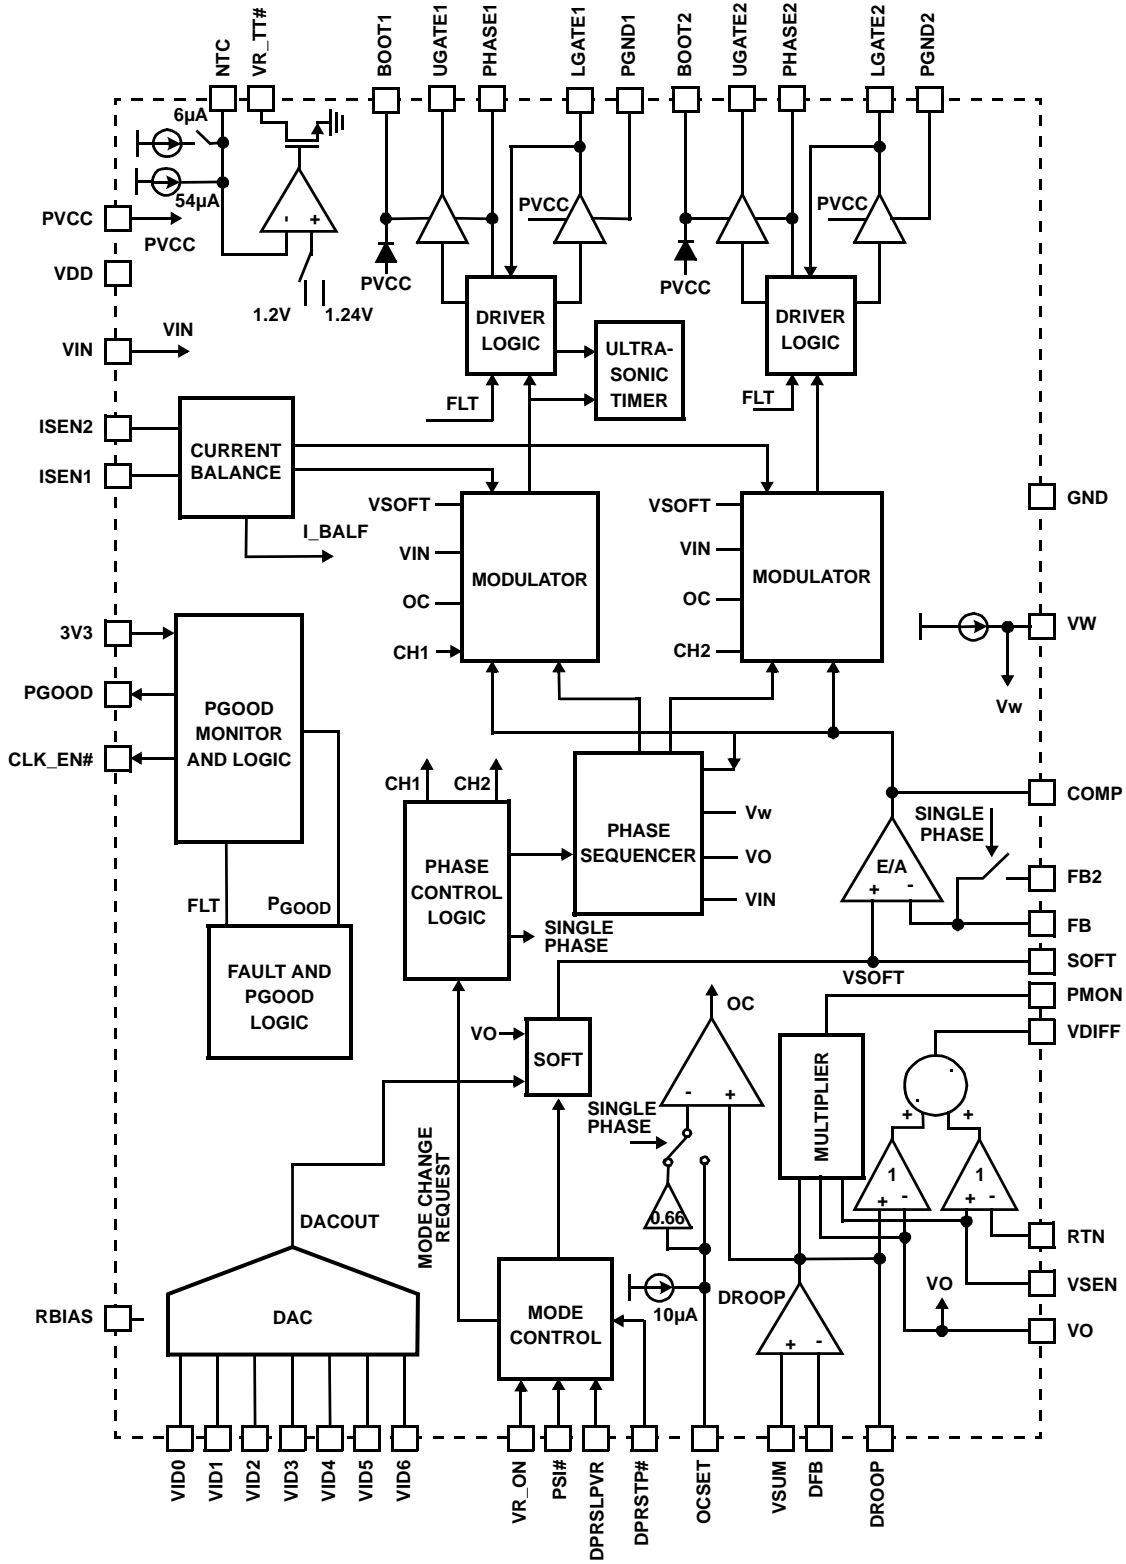 NTC
VR_TT#
BOOT1
UGATE1
PHASE1
LGATE1
PGND1
BOOT2
UGATE2
PHASE2
LGATE2
PGND2
6µA
54µA
PVCC
PVCC
VDD
VIN
VIN
1.2V
1.24V
- +
PVCC
PVCC
PVCC
PVCC
DRIVER
LOGIC
ULTRA-
SONIC
TIMER
DRIVER
LOGIC
FLT
FLT
ISEN2
ISEN1
CURRENT
BALANCE
I_BALF
VSOFT
VIN
OC
CH1
MODULATOR
VSOFT
VIN
OC
CH2
MODULATOR
GND
VW
Vw
3V3
PGOOD
CLK_EN#
PGOOD
MONITOR
AND LOGIC
FLT
PGOOD
FAULT AND
PGOOD
LOGIC
CH1
CH2
PHASE
CONTROL
LOGIC
SINGLE
PHASE
PHASE
SEQUENCER
Vw
VO
VIN
COMP
SINGLE
PHASE
E/A
+ -
FB2
FB
SOFT
VSOFT
PMON
VDIFF
VO
SOFT
OC
- +
SINGLE
PHASE
0.66
MULTIPLIER
+ +
1
+ -
1
+ -
RTN
VSEN
VO
VO
MODE CHANGE
REQUEST
DACOUT
DAC
RBIAS
MODE
CONTROL
10µA
DROOP
+ -
VID0
VID1
VID2
VID3
VID4
VID5
VID6
VR_ON
PSI#
DPRSLPVR
DPRSTP#
OCSET
VSUM
DFB
DROOP